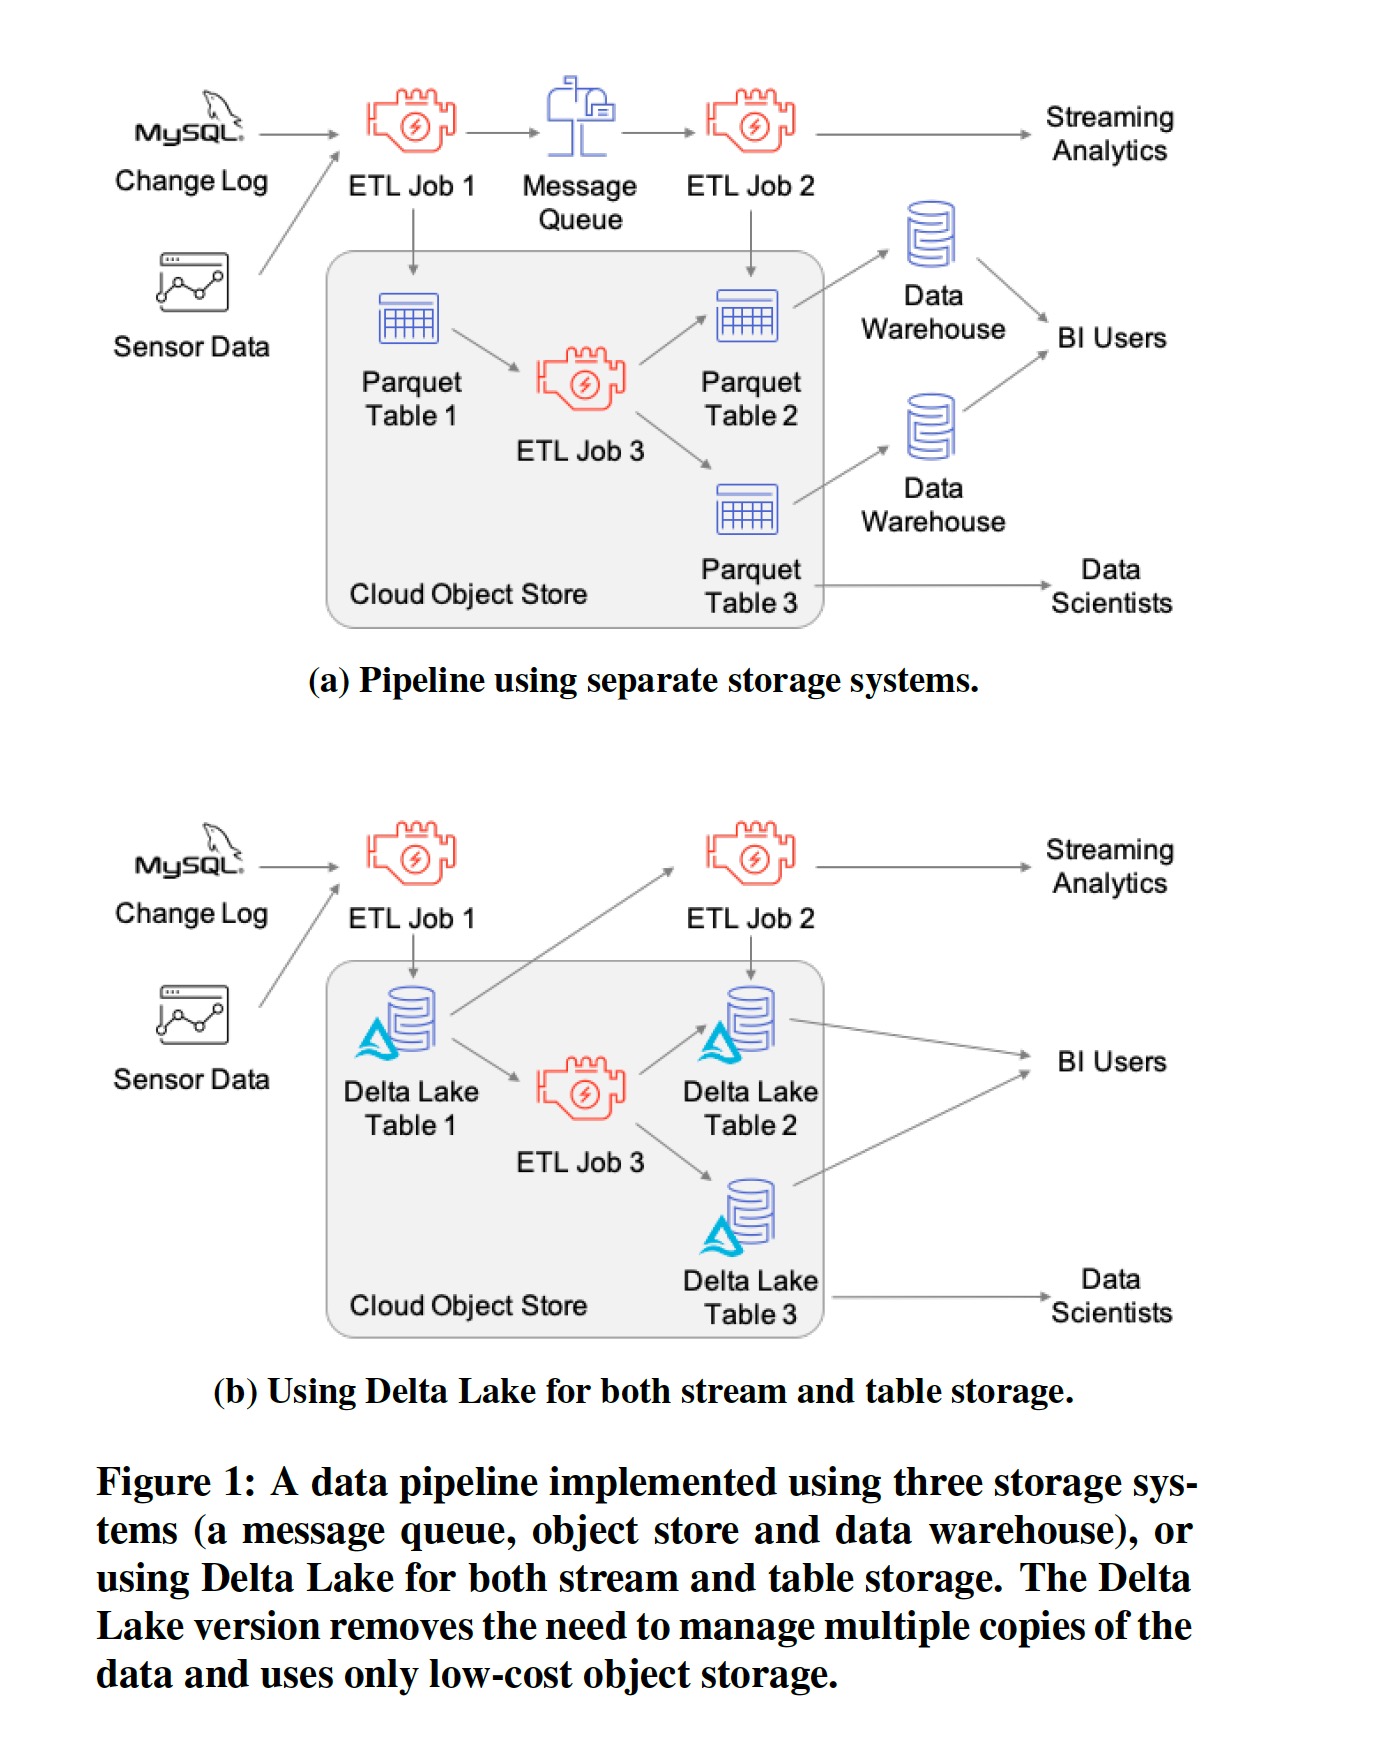 MySQL.
Change Log
ETL Job 1
Message
Queue
ETL Job 2
Streaming
Analytics
Sensor Data
Data
Warehouse
BI Users
Parquet
Table 1
ETL Job 3
Parquet
Table 2
Data
Warehouse
Parquet
Table 3
Cloud Object Store
Data
Scientists
(a) Pipeline using separate storage systems.
MySQL.
Change Log
ETL Job 1
ETL Job 2
Streaming
Analytics
Sensor Data
Delta Lake
Table 1
ETL Job 3
Delta Lake
Table 2
BI Users
Delta Lake
Table 3
Cloud Object Store
Data
Scientists
(b) Using Delta Lake for both stream and table storage.
Figure 1: A data pipeline implemented using three storage sys-
tems (a message queue, object store and data warehouse), or
using Delta Lake for both stream and table storage. The Delta
Lake version removes the need to manage multiple copies of the
data and uses only low-cost object storage.